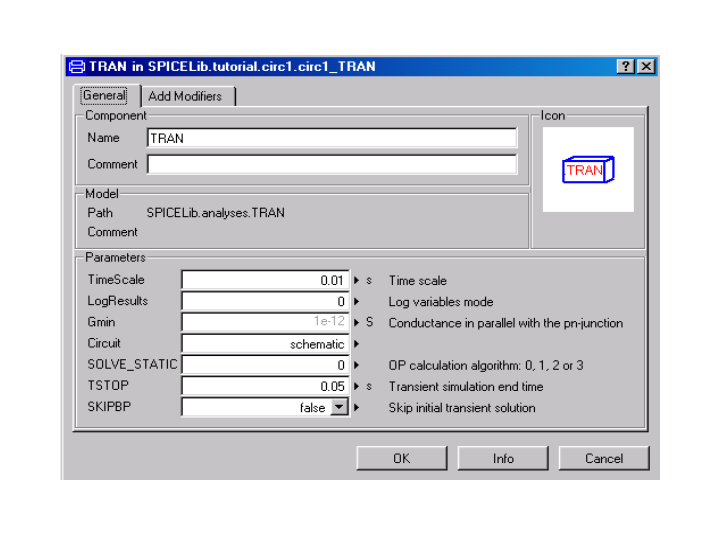 TRAN in SPICELib.tutorial.circ1.circ1_TRAN
General Add Modifiers
Component
Name TRAN
Comment
Icon
TRAN
Model
Path SPICELib.analyses.TRAN
Comment
Parameters
TimeScale 0.01 s Time scale
LogResults 0 Log variables mode
Gmin 1e-12 S Conductance in parallel with the pn-junction
Circuit schematic
SOLVE_STATIC 0 OP calculation algorithm: 0, 1, 2 or 3
TSTOP 0.05 s Transient simulation end time
SKIPBP false Skip initial transient solution
OK Info Cancel